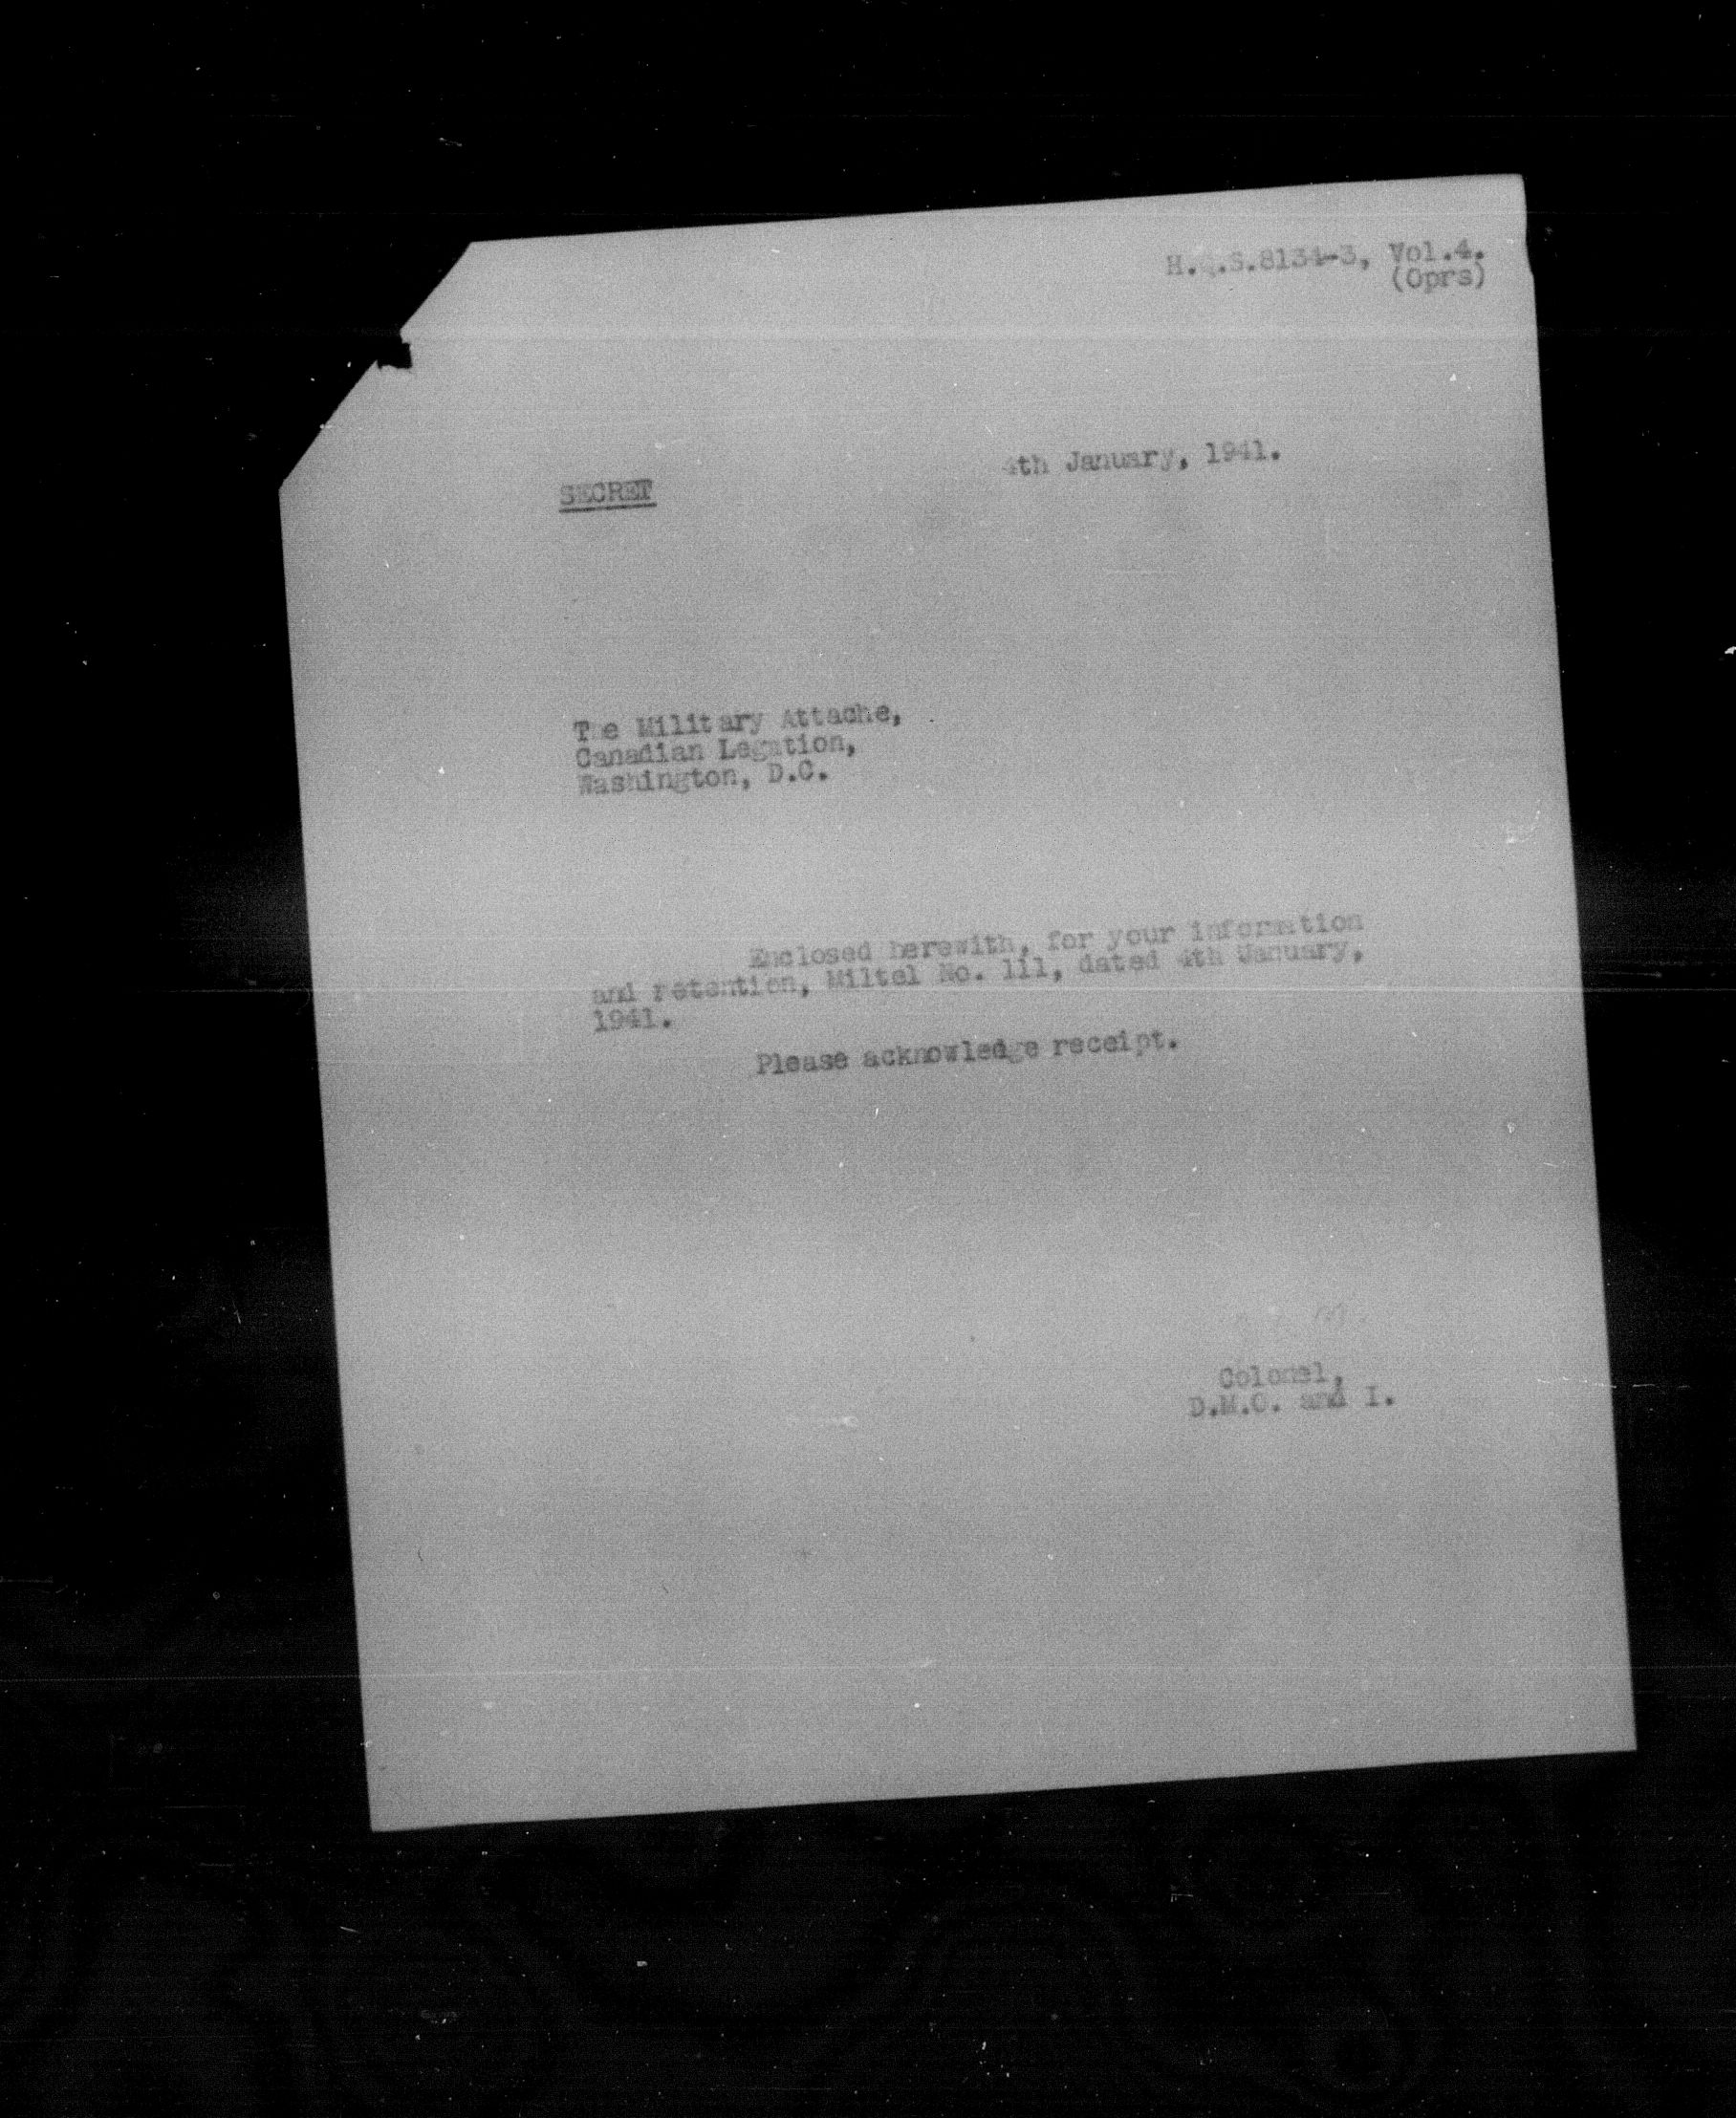 H.Q.S.8134-3, Vol.4.
(Oprs)
4th January, 1941.
SECRET
The Military Attache,
Canadian Legation,
Washington, D.C.
Enclosed herewith, for your information
and retention, Miltel No. 111, dated 4th January,
1941.
Please acknowledge receipt.
Colonel,
D.M.O. and I.